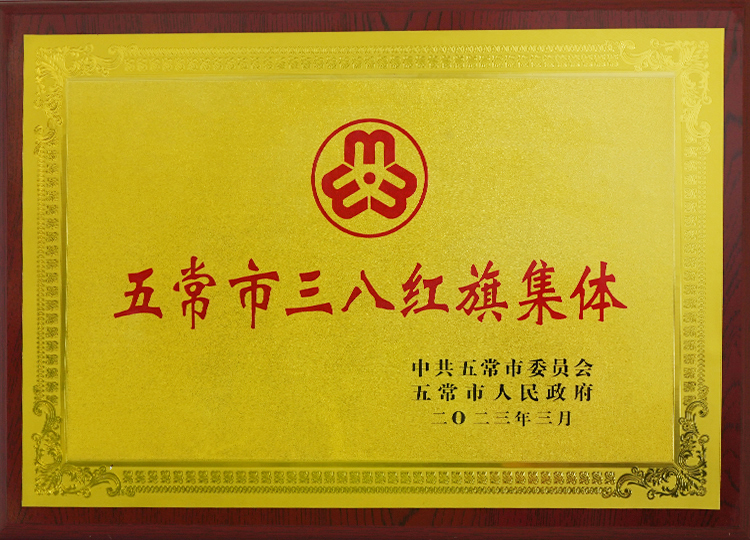 五常市三八红旗集体
中共五常市委员会
五常市人民政府
二〇二三年三月